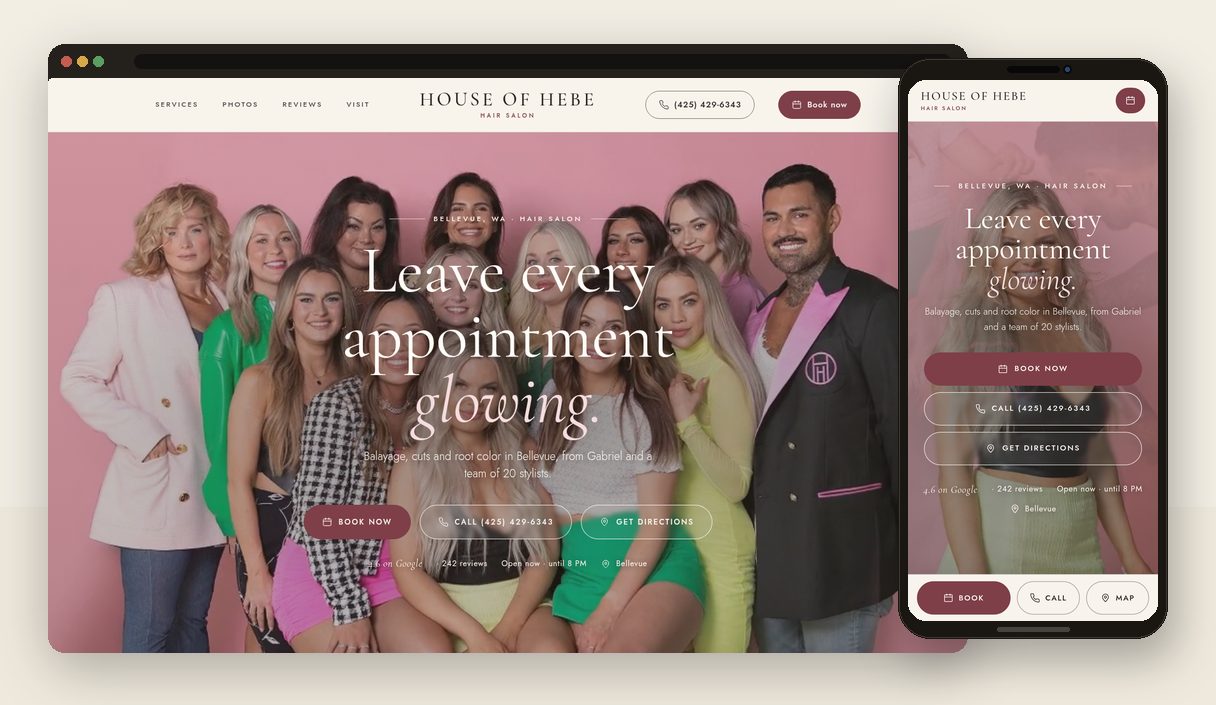 SERVICES PHOTOS REVIEWS VISIT
HOUSE OF HEBE
HAIR SALON
(425) 429-6343
Book now
BELLEVUE, WA · HAIR SALON
Leave every
appointment
glowing.
Balayage, cuts and root color in Bellevue, from Gabriel and a
team of 20 stylists.
BOOK NOW
CALL (425) 429-6343
GET DIRECTIONS
4.6 on Google · 242 reviews Open now · until 8 PM Bellevue
HOUSE OF HEBE
HAIR SALON
BELLEVUE, WA · HAIR SALON
Leave every
appointment
glowing.
Balayage, cuts and root color in Bellevue, from Gabriel
and a team of 20 stylists.
BOOK NOW
CALL (425) 429-6343
GET DIRECTIONS
4.6 on Google · 242 reviews Open now · until 8 PM
Bellevue
BOOK CALL MAP